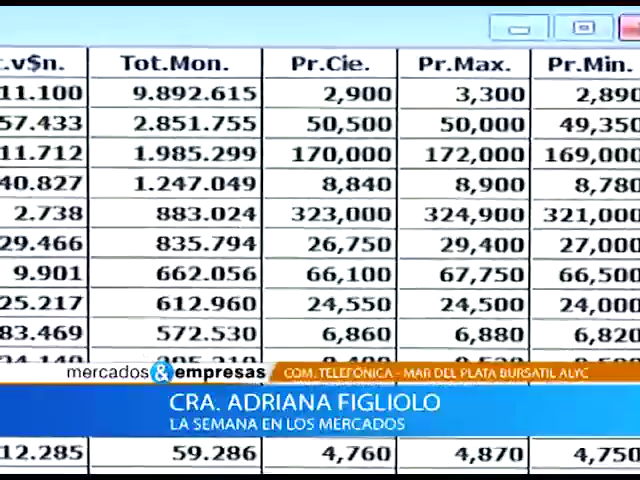 .v$n. Tot.Mon. Pr.Cie. Pr.Max. Pr.Min.
11.100 9.892.615 2,900 3,300 2,890
57.433 2.851.755 50,500 50,000 49,350
11.712 1.985.299 170,000 172,000 169,000
40.827 1.247.049 8,840 8,900 8,780
2.738 883.024 323,000 324,900 321,000
29.466 835.794 26,750 29,400 27,000
9.901 662.056 66,100 67,750 66,500
25.217 612.960 24,550 24,500 24,000
83.469 572.530 6,860 6,880 6,820
mercados&empresas COM. TELEFÓNICA - MAR DEL PLATA BURSATIL ALYC
CRA. ADRIANA FIGLIOLO
LA SEMANA EN LOS MERCADOS
12.285 59.286 4,760 4,870 4,750